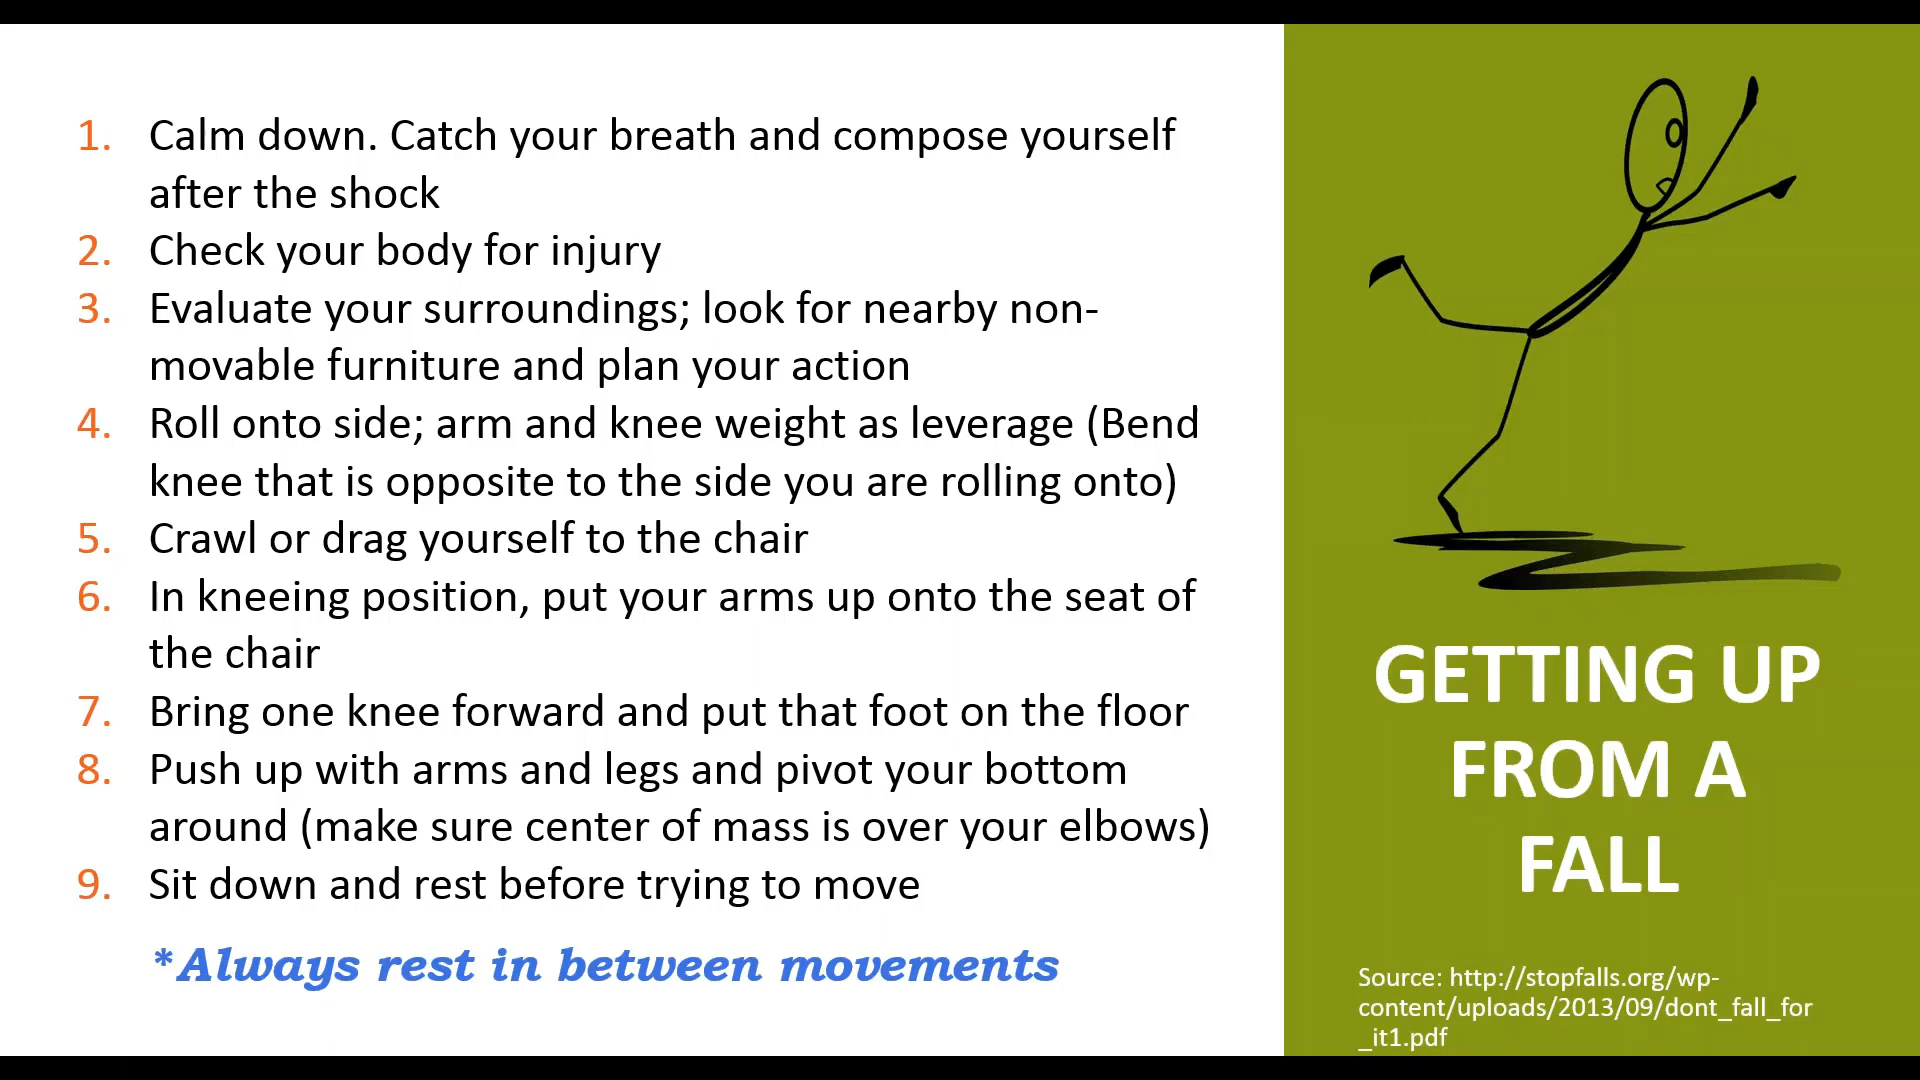 1. Calm down. Catch your breath and compose yourself
after the shock
2. Check your body for injury
3. Evaluate your surroundings; look for nearby non-
movable furniture and plan your action
4. Roll onto side; arm and knee weight as leverage (Bend
knee that is opposite to the side you are rolling onto)
5. Crawl or drag yourself to the chair
6. In kneeing position, put your arms up onto the seat of
the chair
7. Bring one knee forward and put that foot on the floor
8. Push up with arms and legs and pivot your bottom
around (make sure center of mass is over your elbows)
9. Sit down and rest before trying to move
*Always rest in between movements
GETTING UP
FROM A
FALL
Source: http://stopfalls.org/wp-
content/uploads/2013/09/dont_fall_for
_it1.pdf